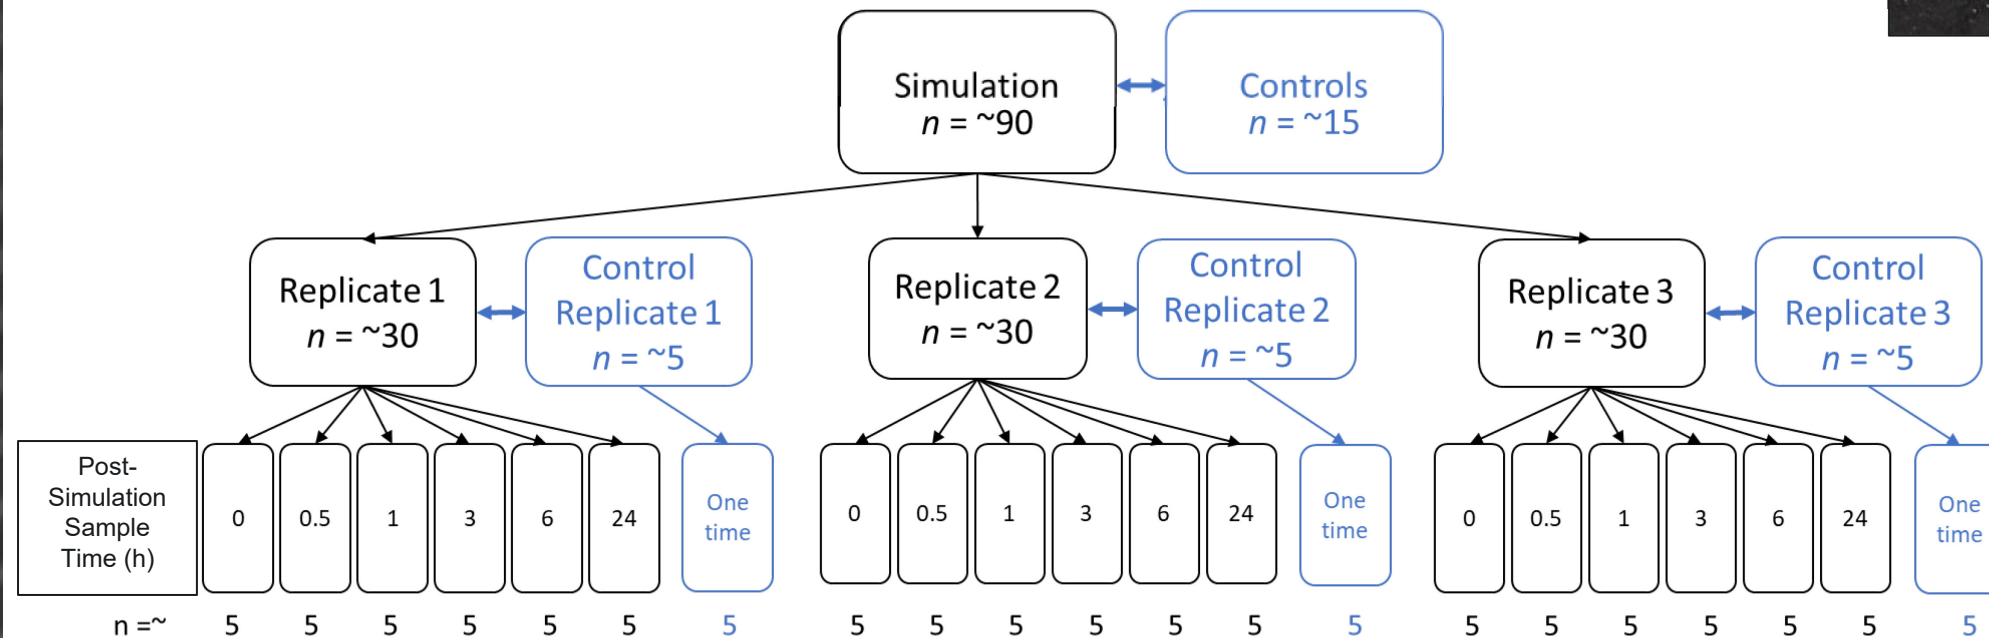 Simulation
n = ~90
Controls
n = ~15
Replicate 1
n = ~30
Control
Replicate 1
n = ~5
Replicate 2
n = ~30
Control
Replicate 2
n = ~5
Replicate 3
n = ~30
Control
Replicate 3
n = ~5
Post-
Simulation
Sample
Time (h)
0 0.5 1 3 6 24
One
time
0 0.5 1 3 6 24
One
time
0 0.5 1 3 6 24
One
time
n =~ 5 5 5 5 5 5 5 5 5 5 5 5 5 5 5 5 5 5 5 5 5